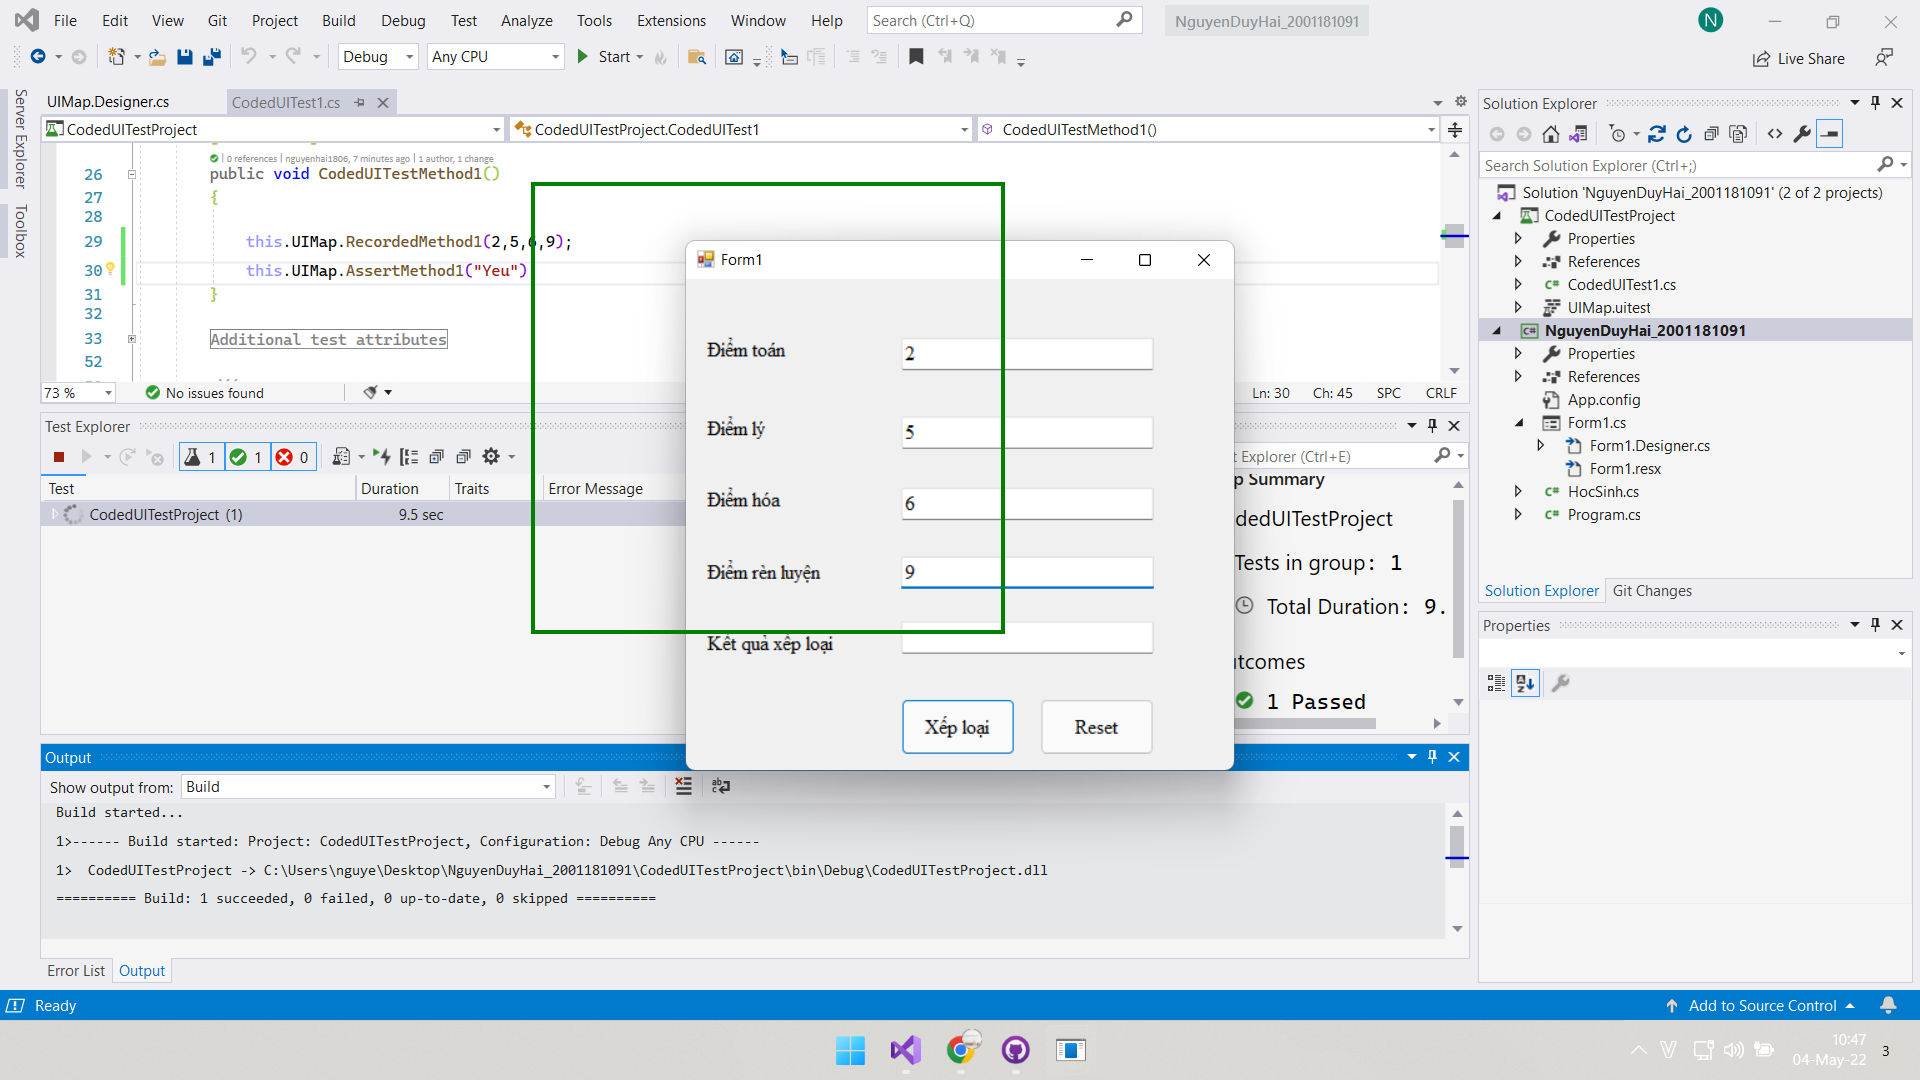 File Edit View Git Project Build Debug Test Analyze Tools Extensions Window Help Search (Ctrl+Q) NguyenDuyHai_2001181091 N
Debug Any CPU Start Live Share
Server Explorer
Toolbox
UIMap.Designer.cs CodedUITest1.cs
CodedUITestProject CodedUITestProject.CodedUITest1 CodedUITestMethod1()
0 references | nguyenhai1806, 7 minutes ago | 1 author, 1 change
26 public void CodedUITestMethod1()
27 {
28
29 this.UIMap.RecordedMethod1(2,5,6,9);
30 this.UIMap.AssertMethod1("Yeu")
31 }
32
33 Additional test attributes
52
73 % No issues found Ln: 30 Ch: 45 SPC CRLF
Test Explorer
1 1 0
Test Duration Traits Error Message
CodedUITestProject (1) 9.5 sec
Form1
Điểm toán 2
Điểm lý 5
Điểm hóa 6
Điểm rèn luyện 9
Kết quả xếp loại
Xếp loại Reset
t Explorer (Ctrl+E)
p Summary
dedUITestProject
Tests in group: 1
Total Duration: 9.
tcomes
1 Passed
Output
Show output from: Build
Build started...
1>------ Build started: Project: CodedUITestProject, Configuration: Debug Any CPU ------
1> CodedUITestProject -> C:\Users\nguye\Desktop\NguyenDuyHai_2001181091\CodedUITestProject\bin\Debug\CodedUITestProject.dll
========== Build: 1 succeeded, 0 failed, 0 up-to-date, 0 skipped ==========
Error List Output
Solution Explorer
Search Solution Explorer (Ctrl+;)
Solution 'NguyenDuyHai_2001181091' (2 of 2 projects)
CodedUITestProject
Properties
References
CodedUITest1.cs
UIMap.uitest
NguyenDuyHai_2001181091
Properties
References
App.config
Form1.cs
Form1.Designer.cs
Form1.resx
HocSinh.cs
Program.cs
Solution Explorer Git Changes
Properties
Ready Add to Source Control
10:47
04-May-22 3